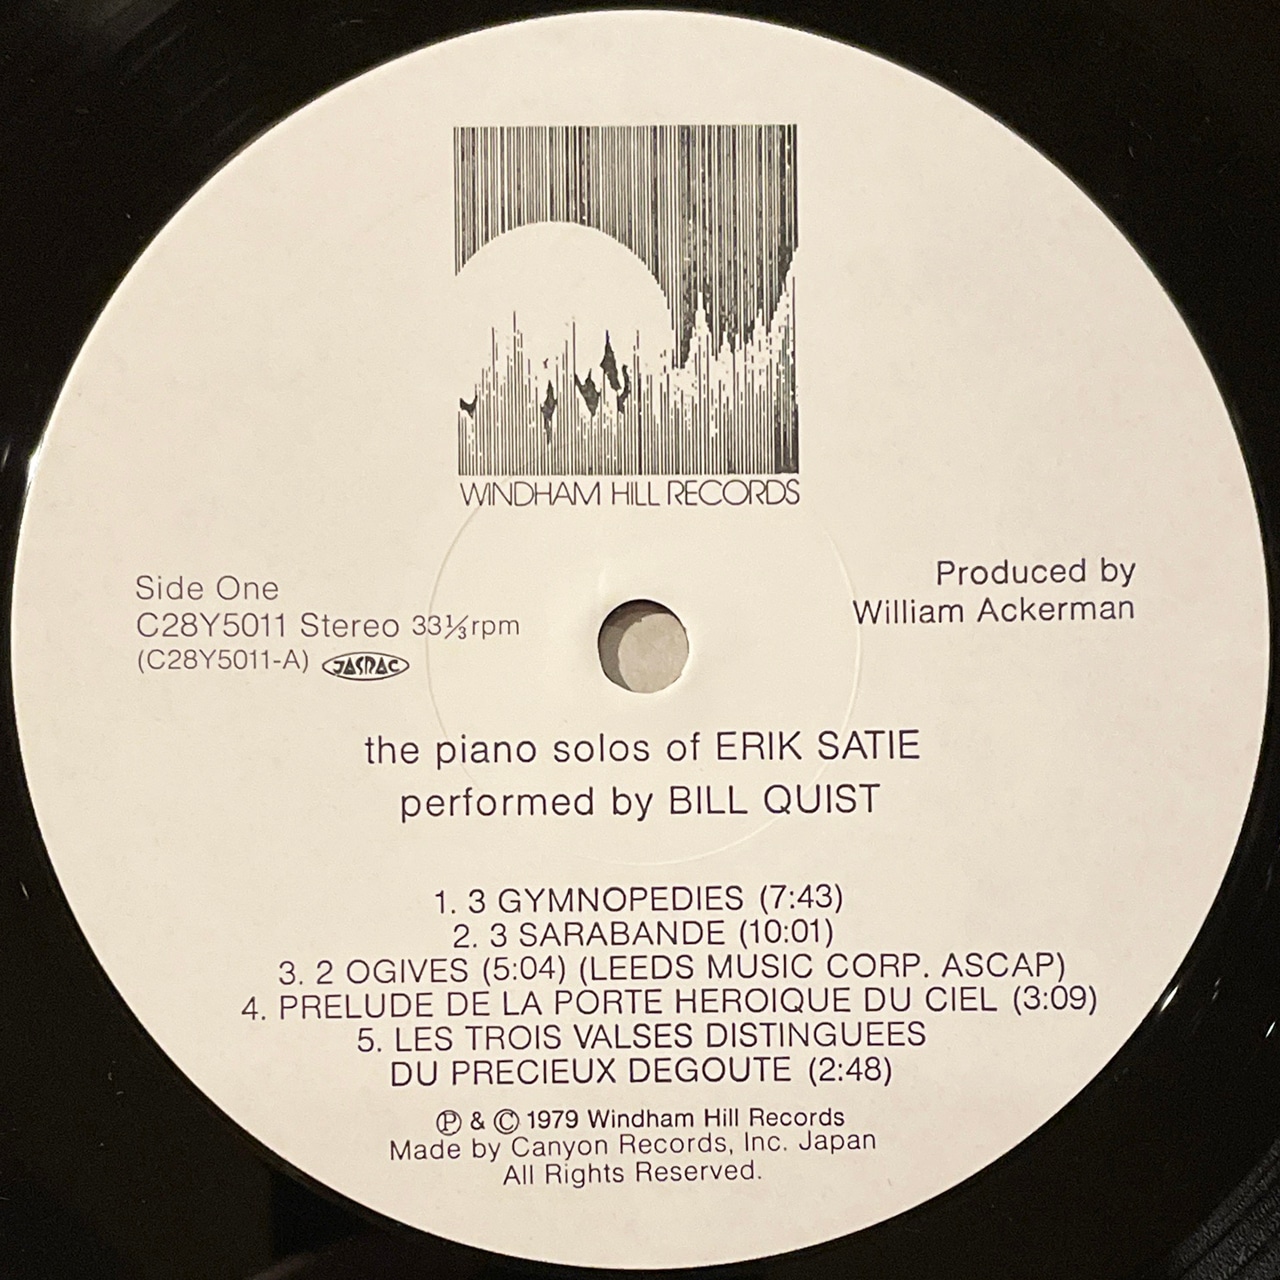 WINDHAM HILL RECORDS
Side One
C28Y5011 Stereo 33⅓rpm
(C28Y5011-A) JASRAC
Produced by
William Ackerman
the piano solos of ERIK SATIE
performed by BILL QUIST
1. 3 GYMNOPEDIES (7:43)
2. 3 SARABANDE (10:01)
3. 2 OGIVES (5:04) (LEEDS MUSIC CORP. ASCAP)
4. PRELUDE DE LA PORTE HEROIQUE DU CIEL (3:09)
5. LES TROIS VALSES DISTINGUEES
DU PRECIEUX DEGOUTE (2:48)
Ⓟ & Ⓒ 1979 Windham Hill Records
Made by Canyon Records, Inc. Japan
All Rights Reserved.